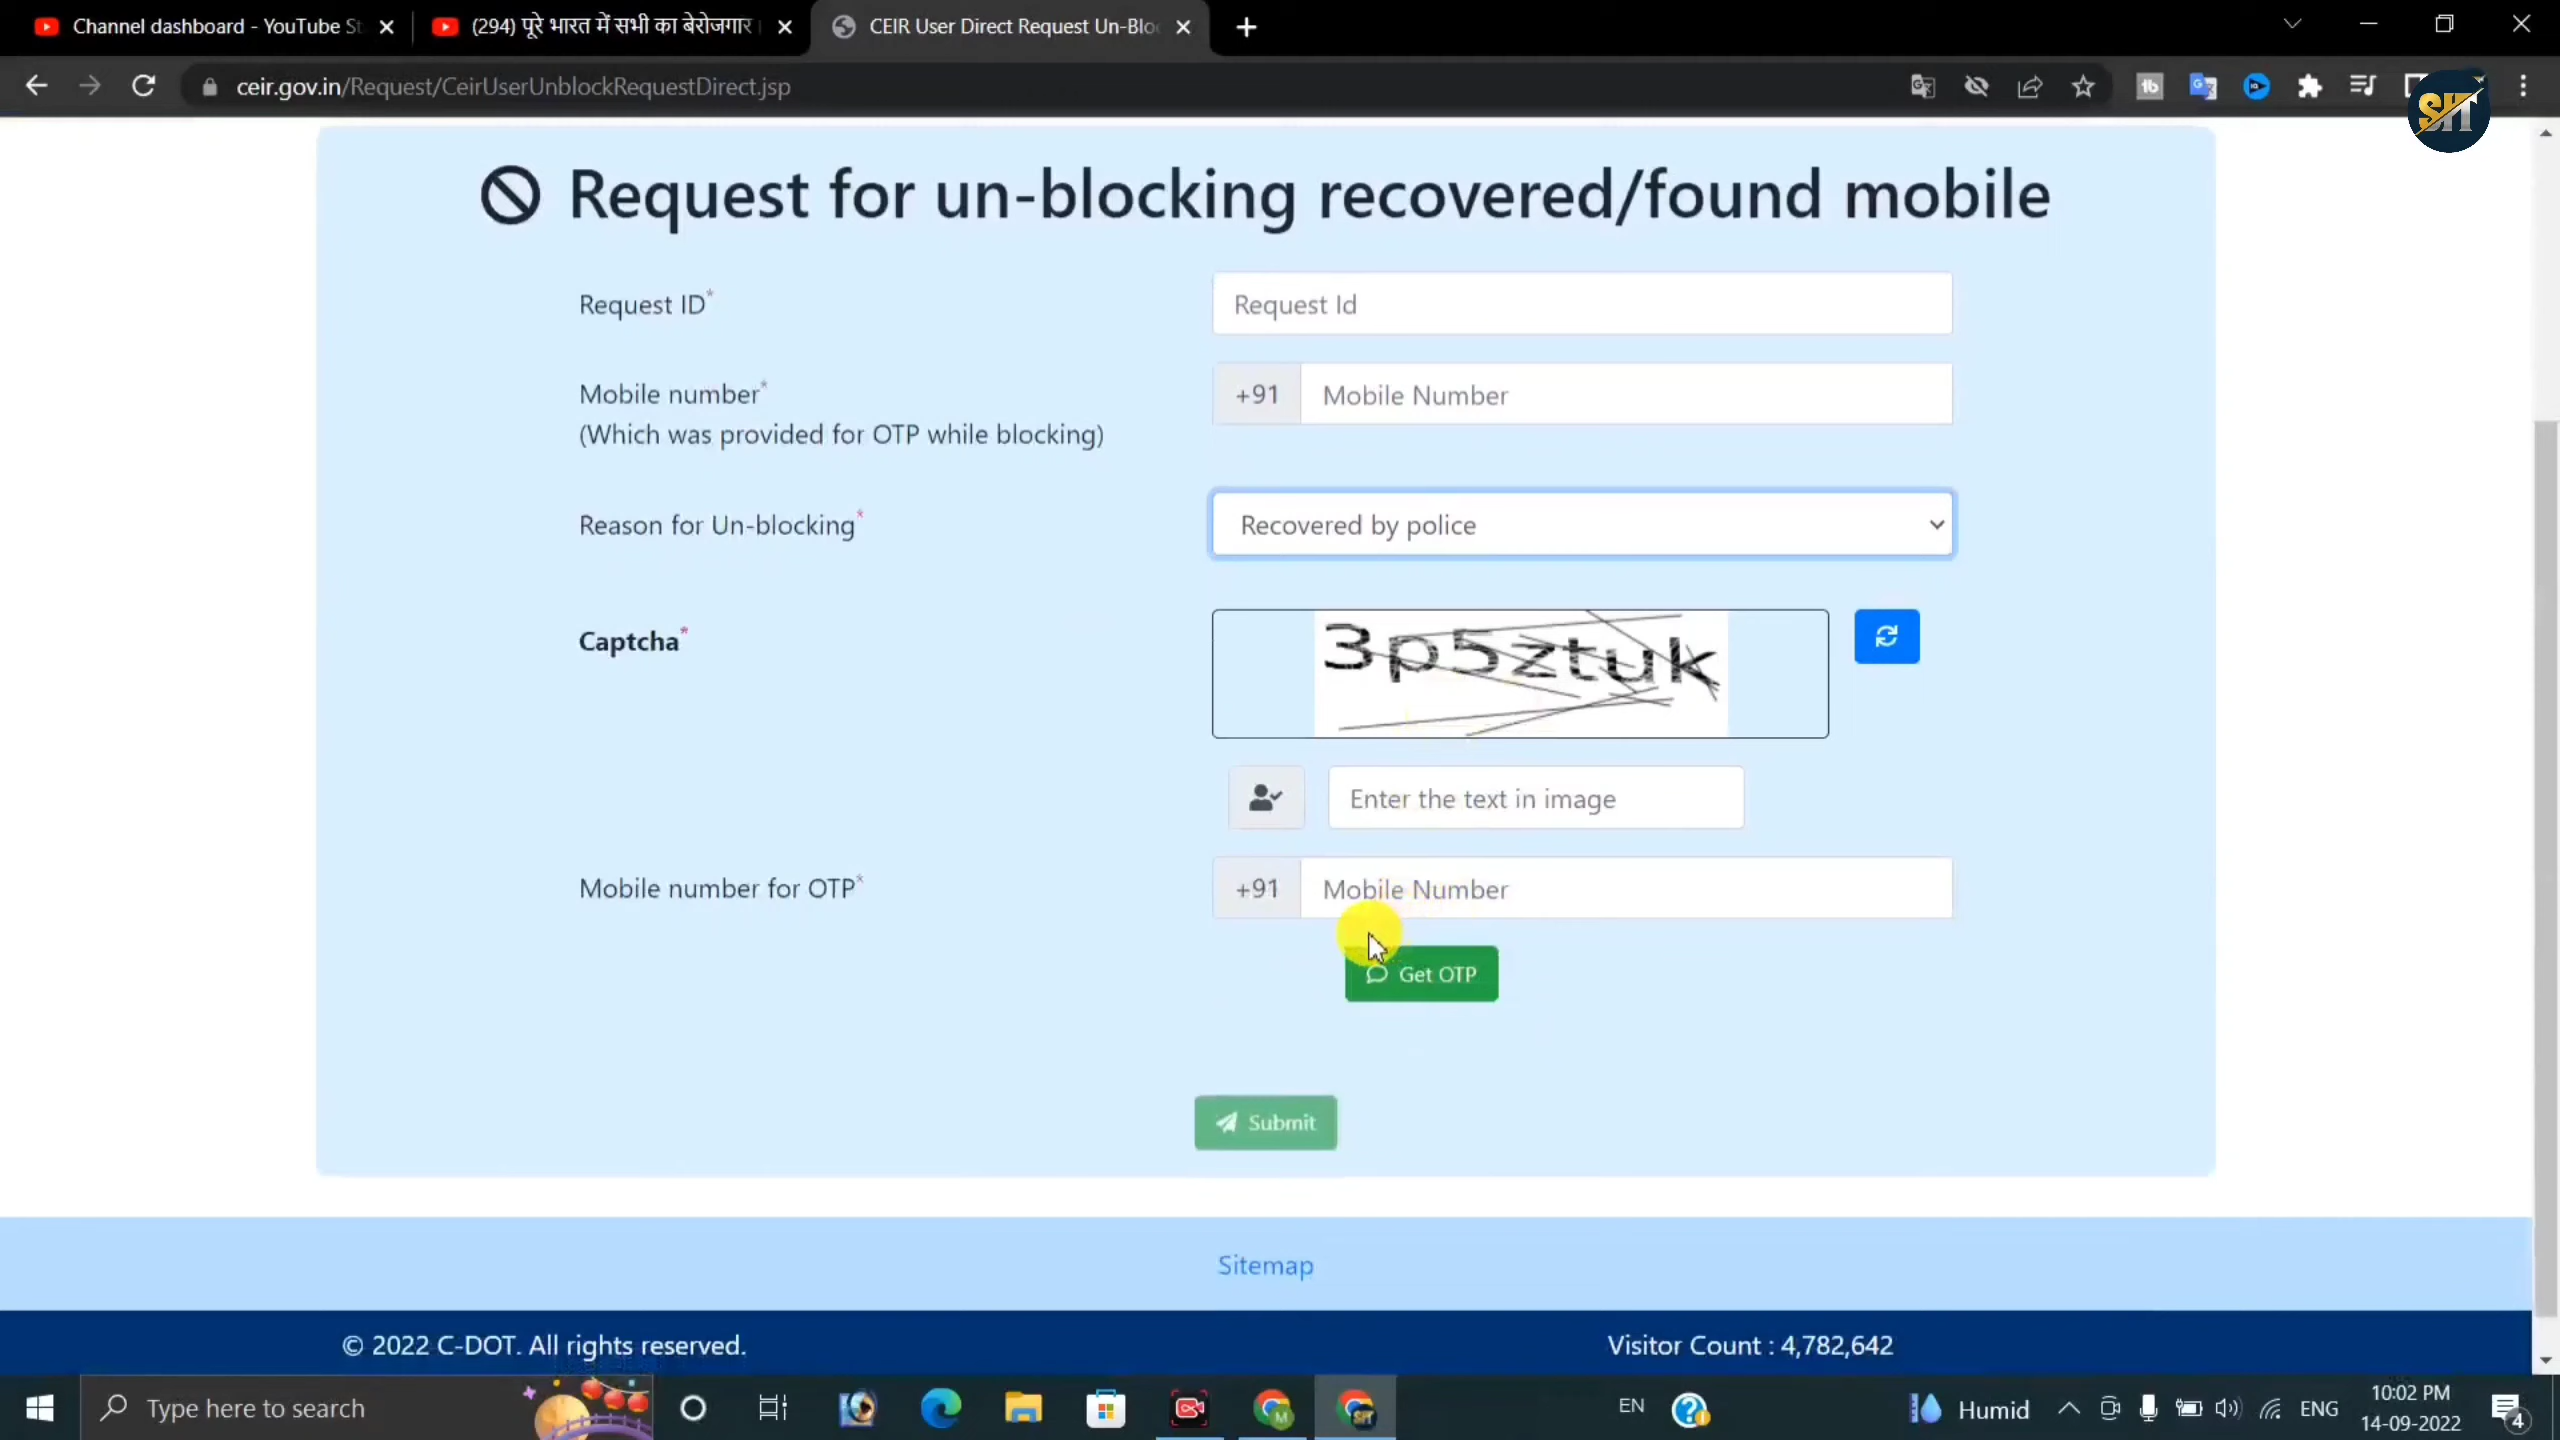 Channel dashboard - YouTube St
(294) पूरे भारत में सभी का बेरोजगार
CEIR User Direct Request Un-Blo
ceir.gov.in/Request/CeirUserUnblockRequestDirect.jsp
SHT
Request for un-blocking recovered/found mobile
Request ID*
Request Id
Mobile number*
+91 Mobile Number
(Which was provided for OTP while blocking)
Reason for Un-blocking*
Recovered by police
Captcha*
3p5ztuk
Enter the text in image
Mobile number for OTP*
+91 Mobile Number
Get OTP
Submit
Sitemap
© 2022 C-DOT. All rights reserved.
Visitor Count : 4,782,642
Type here to search
EN
Humid
ENG
10:02 PM
14-09-2022
4